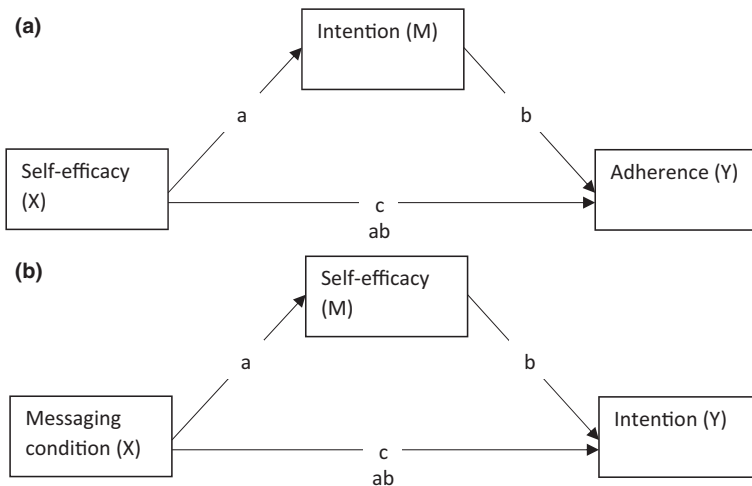 (a)
Intention (M)
a
b
Self-efficacy
(X)
Adherence (Y)
c
ab
(b)
Self-efficacy
(M)
a
b
Messaging
condition (X)
Intention (Y)
c
ab